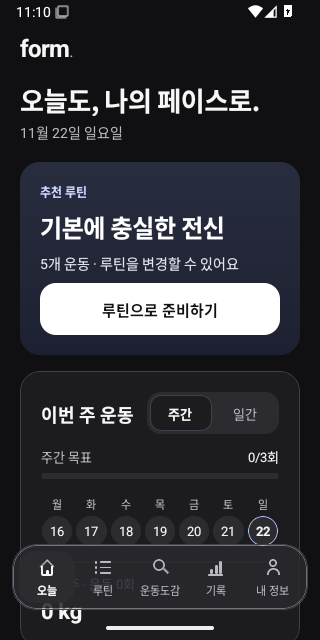 11:10
form.
오늘도, 나의 페이스로.
11월 22일 일요일
추천 루틴
기본에 충실한 전신
5개 운동 · 루틴을 변경할 수 있어요
루틴으로 준비하기
이번 주 운동
주간
일간
주간 목표
0/3회
월 화 수 목 금 토 일
16 17 18 19 20 21 22
운동 0회
0 kg
오늘
루틴
운동도감
기록
내 정보